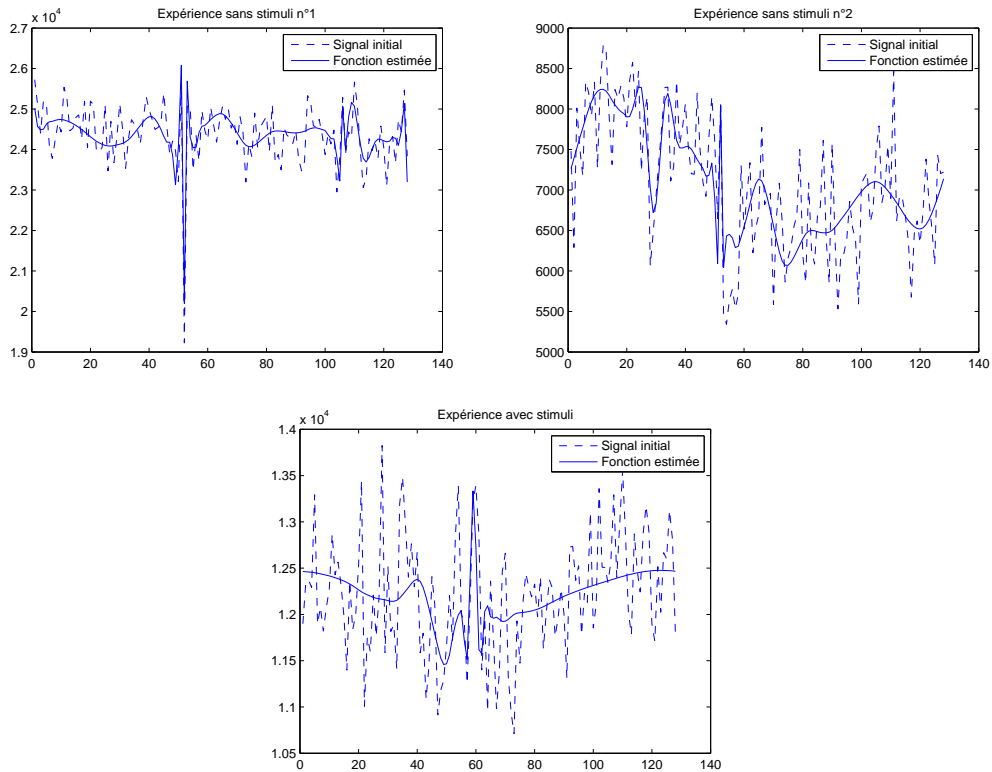 Expérience sans stimuli n°1
x 10^4
2.7
2.6
2.5
2.4
2.3
2.2
2.1
2
1.9
0 20 40 60 80 100 120 140
Signal initial
Fonction estimée
Expérience sans stimuli n°2
9000
8500
8000
7500
7000
6500
6000
5500
5000
0 20 40 60 80 100 120 140
Signal initial
Fonction estimée
Expérience avec stimuli
x 10^4
1.4
1.35
1.3
1.25
1.2
1.15
1.1
1.05
0 20 40 60 80 100 120 140
Signal initial
Fonction estimée